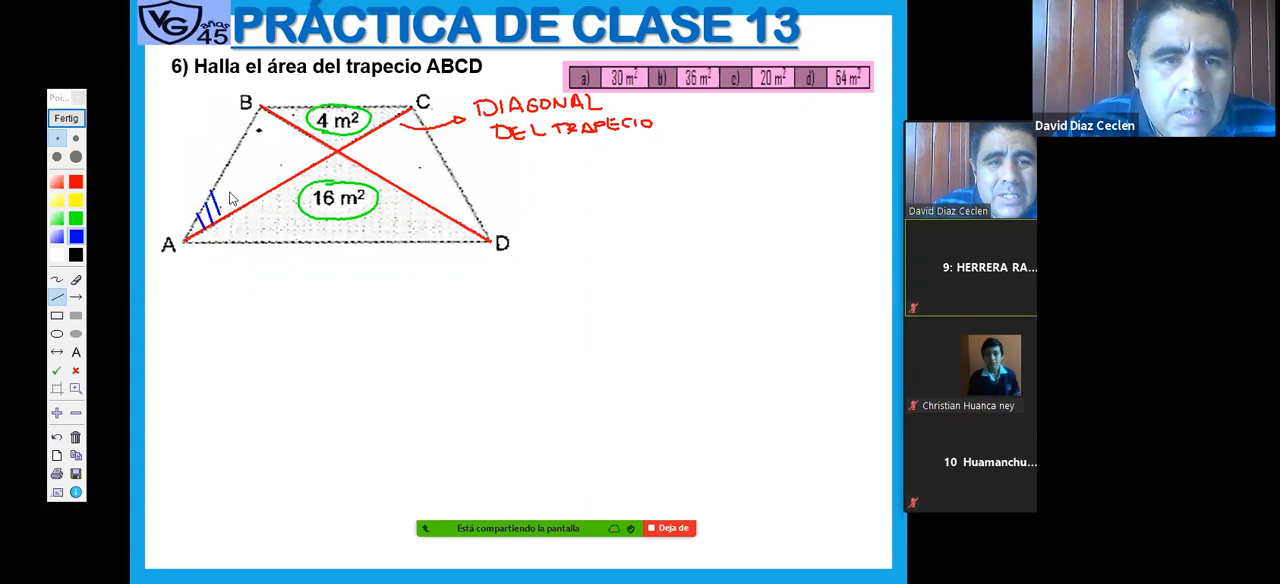 VG
años
45
PRÁCTICA DE CLASE 13
6) Halla el área del trapecio ABCD
a) 30 m² b) 36 m² c) 20 m² d) 64 m²
B
C
4 m²
DIAGONAL
DEL TRAPECIO
16 m²
A
D
Poi...
Fertig
A
Está compartiendo la pantalla
Deja de
David Diaz Ceclen
David Diaz Ceclen
9: HERRERA RA...
Christian Huanca ney
10 Huamanchu...